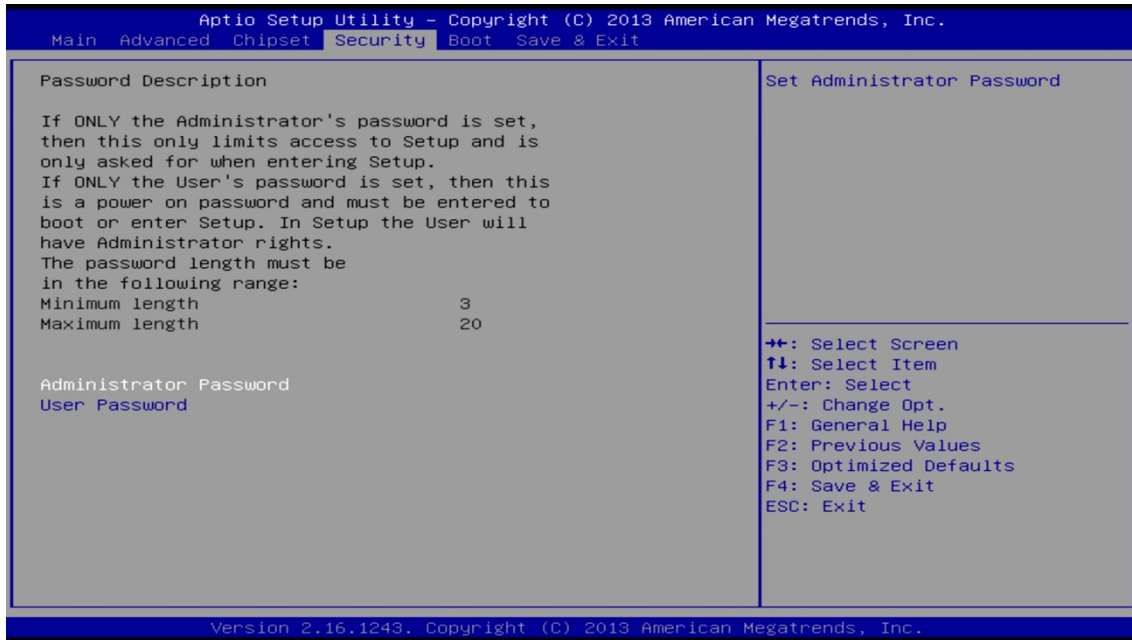 Aptio Setup Utility – Copyright (C) 2013 American Megatrends, Inc.
Main Advanced Chipset Security Boot Save & Exit
Password Description
If ONLY the Administrator's password is set,
then this only limits access to Setup and is
only asked for when entering Setup.
If ONLY the User's password is set, then this
is a power on password and must be entered to
boot or enter Setup. In Setup the User will
have Administrator rights.
The password length must be
in the following range:
Minimum length 3
Maximum length 20
Administrator Password
User Password
Set Administrator Password
→←: Select Screen
↑↓: Select Item
Enter: Select
+/-: Change Opt.
F1: General Help
F2: Previous Values
F3: Optimized Defaults
F4: Save & Exit
ESC: Exit
Version 2.16.1243. Copyright (C) 2013 American Megatrends, Inc.